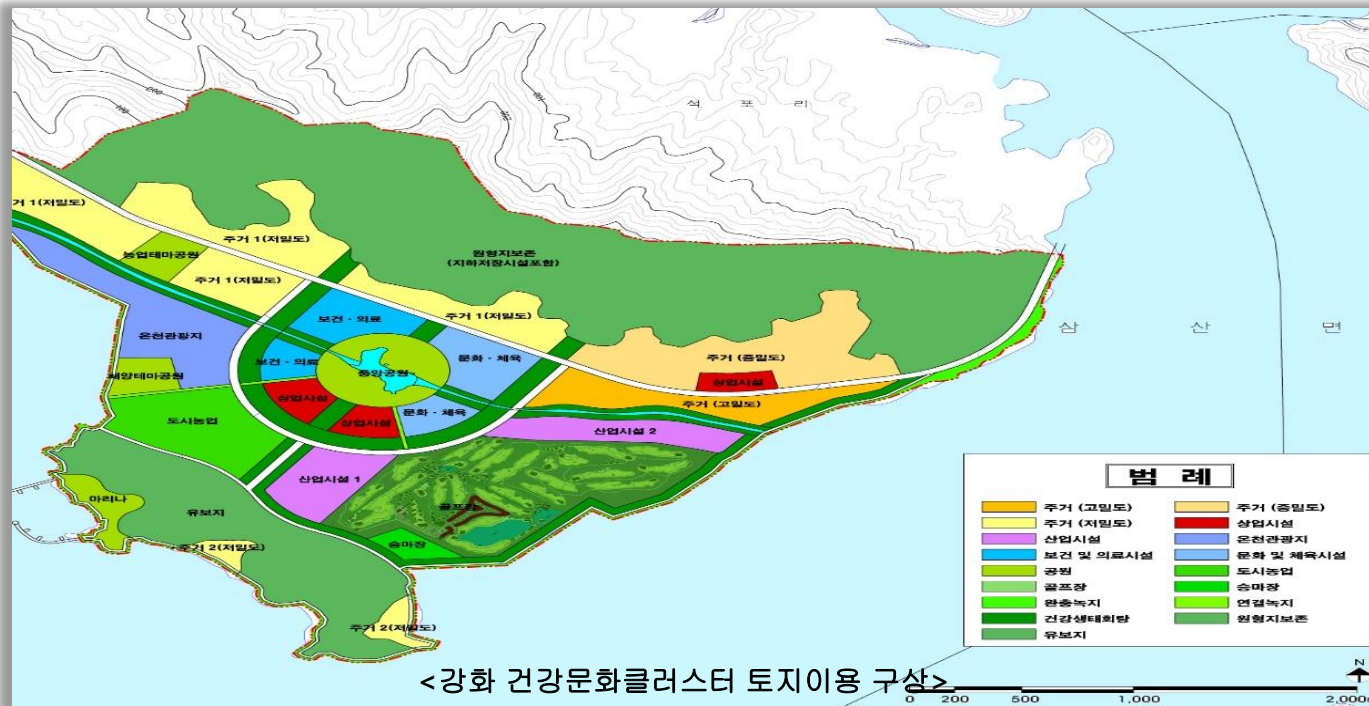 석 포 리
거 1(저밀도)
주거 1(저밀도)
농업테마공원
주거 1(저밀도)
원형지보존
(지하저장시설포함)
보건 · 의료
주거 1(저밀도)
삼 산 면
온천관광지
보건 · 의료
문화 · 체육
주거 (중밀도)
중앙공원
해양테마공원
상업시설
상업시설
주거 (고밀도)
상업시설
문화 · 체육
도시농업
산업시설 2
산업시설 1
마리나
유보지
골프장
승마장
주거 2(저밀도)
주거 2(저밀도)
범 례
주거 (고밀도)
주거 (중밀도)
주거 (저밀도)
상업시설
산업시설
온천관광지
보건 및 의료시설
문화 및 체육시설
공원
도시농업
골프장
승마장
완충녹지
연결녹지
건강생태회랑
원형지보존
유보지
<강화 건강문화클러스터 토지이용 구상>
N
0 200 500 1,000 2,000